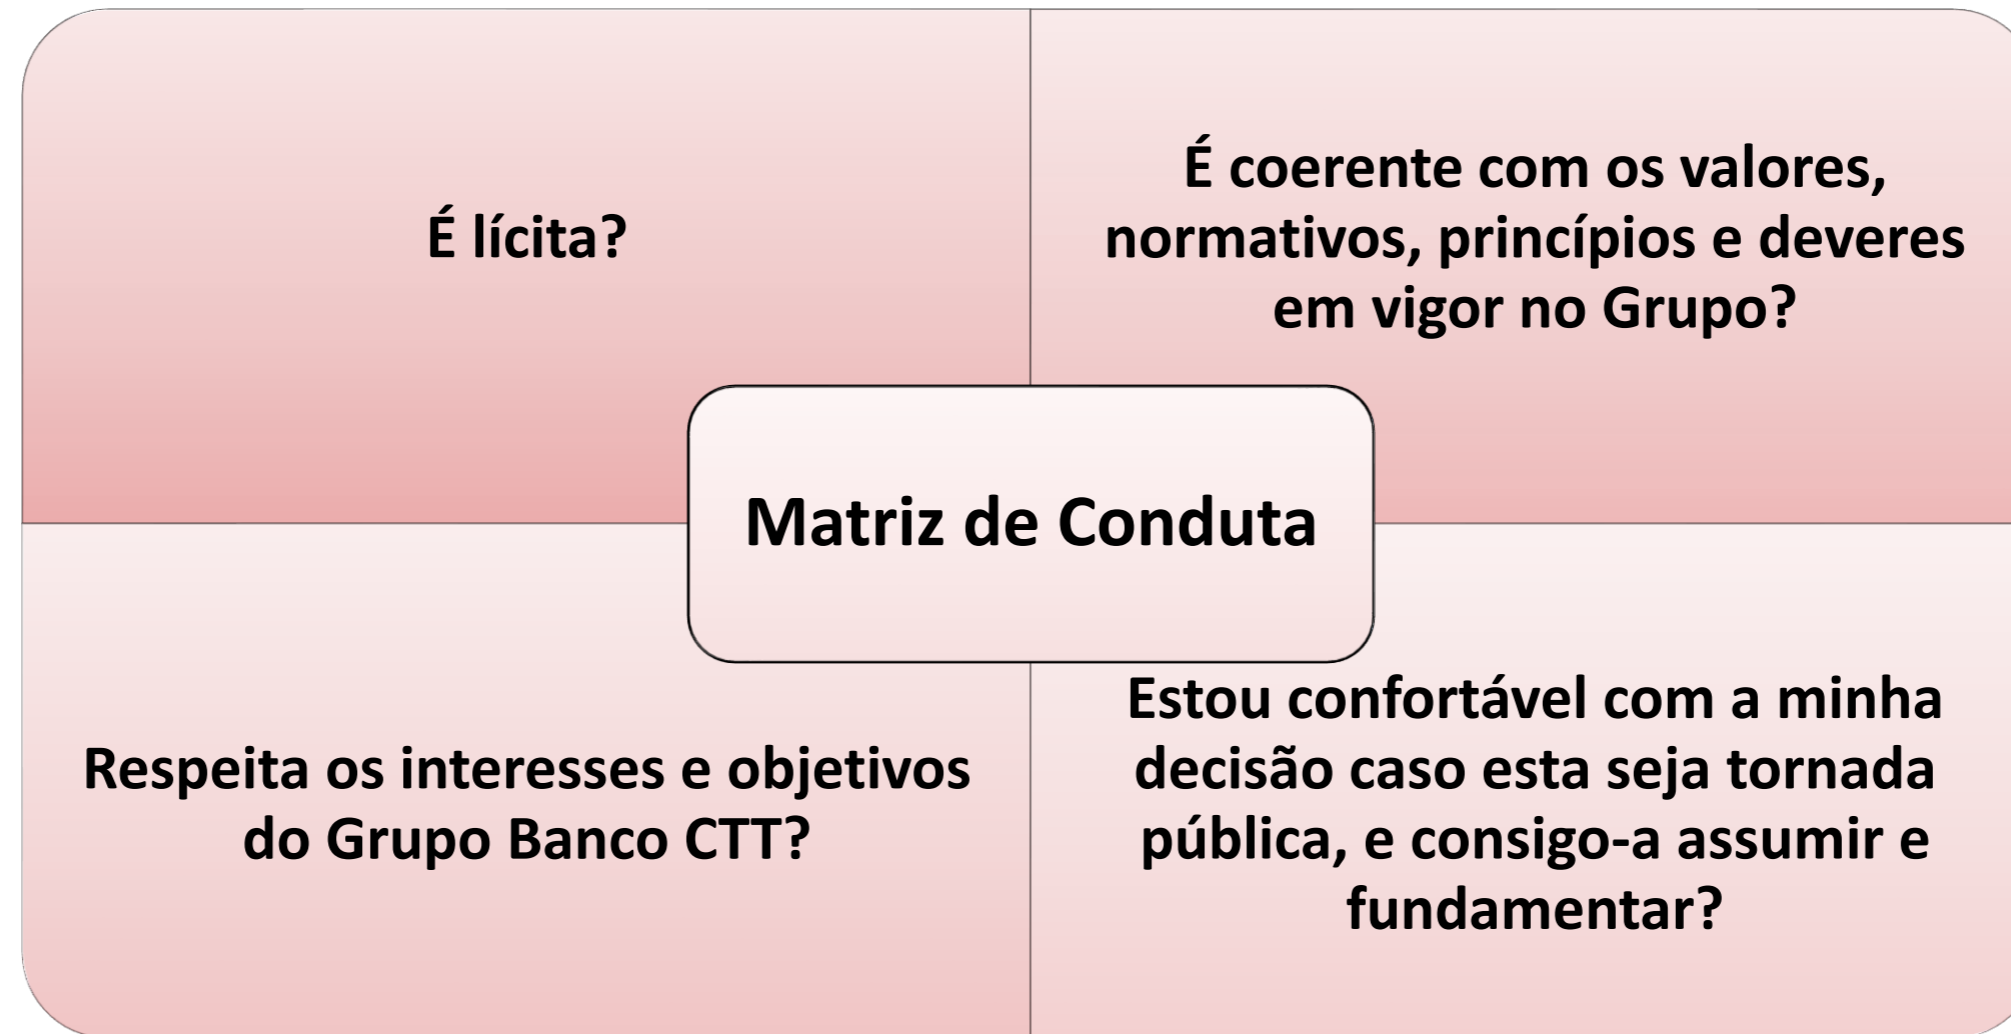 É lícita?
É coerente com os valores,
normativos, princípios e deveres
em vigor no Grupo?
Matriz de Conduta
Respeita os interesses e objetivos
do Grupo Banco CTT?
Estou confortável com a minha
decisão caso esta seja tornada
pública, e consigo-a assumir e
fundamentar?